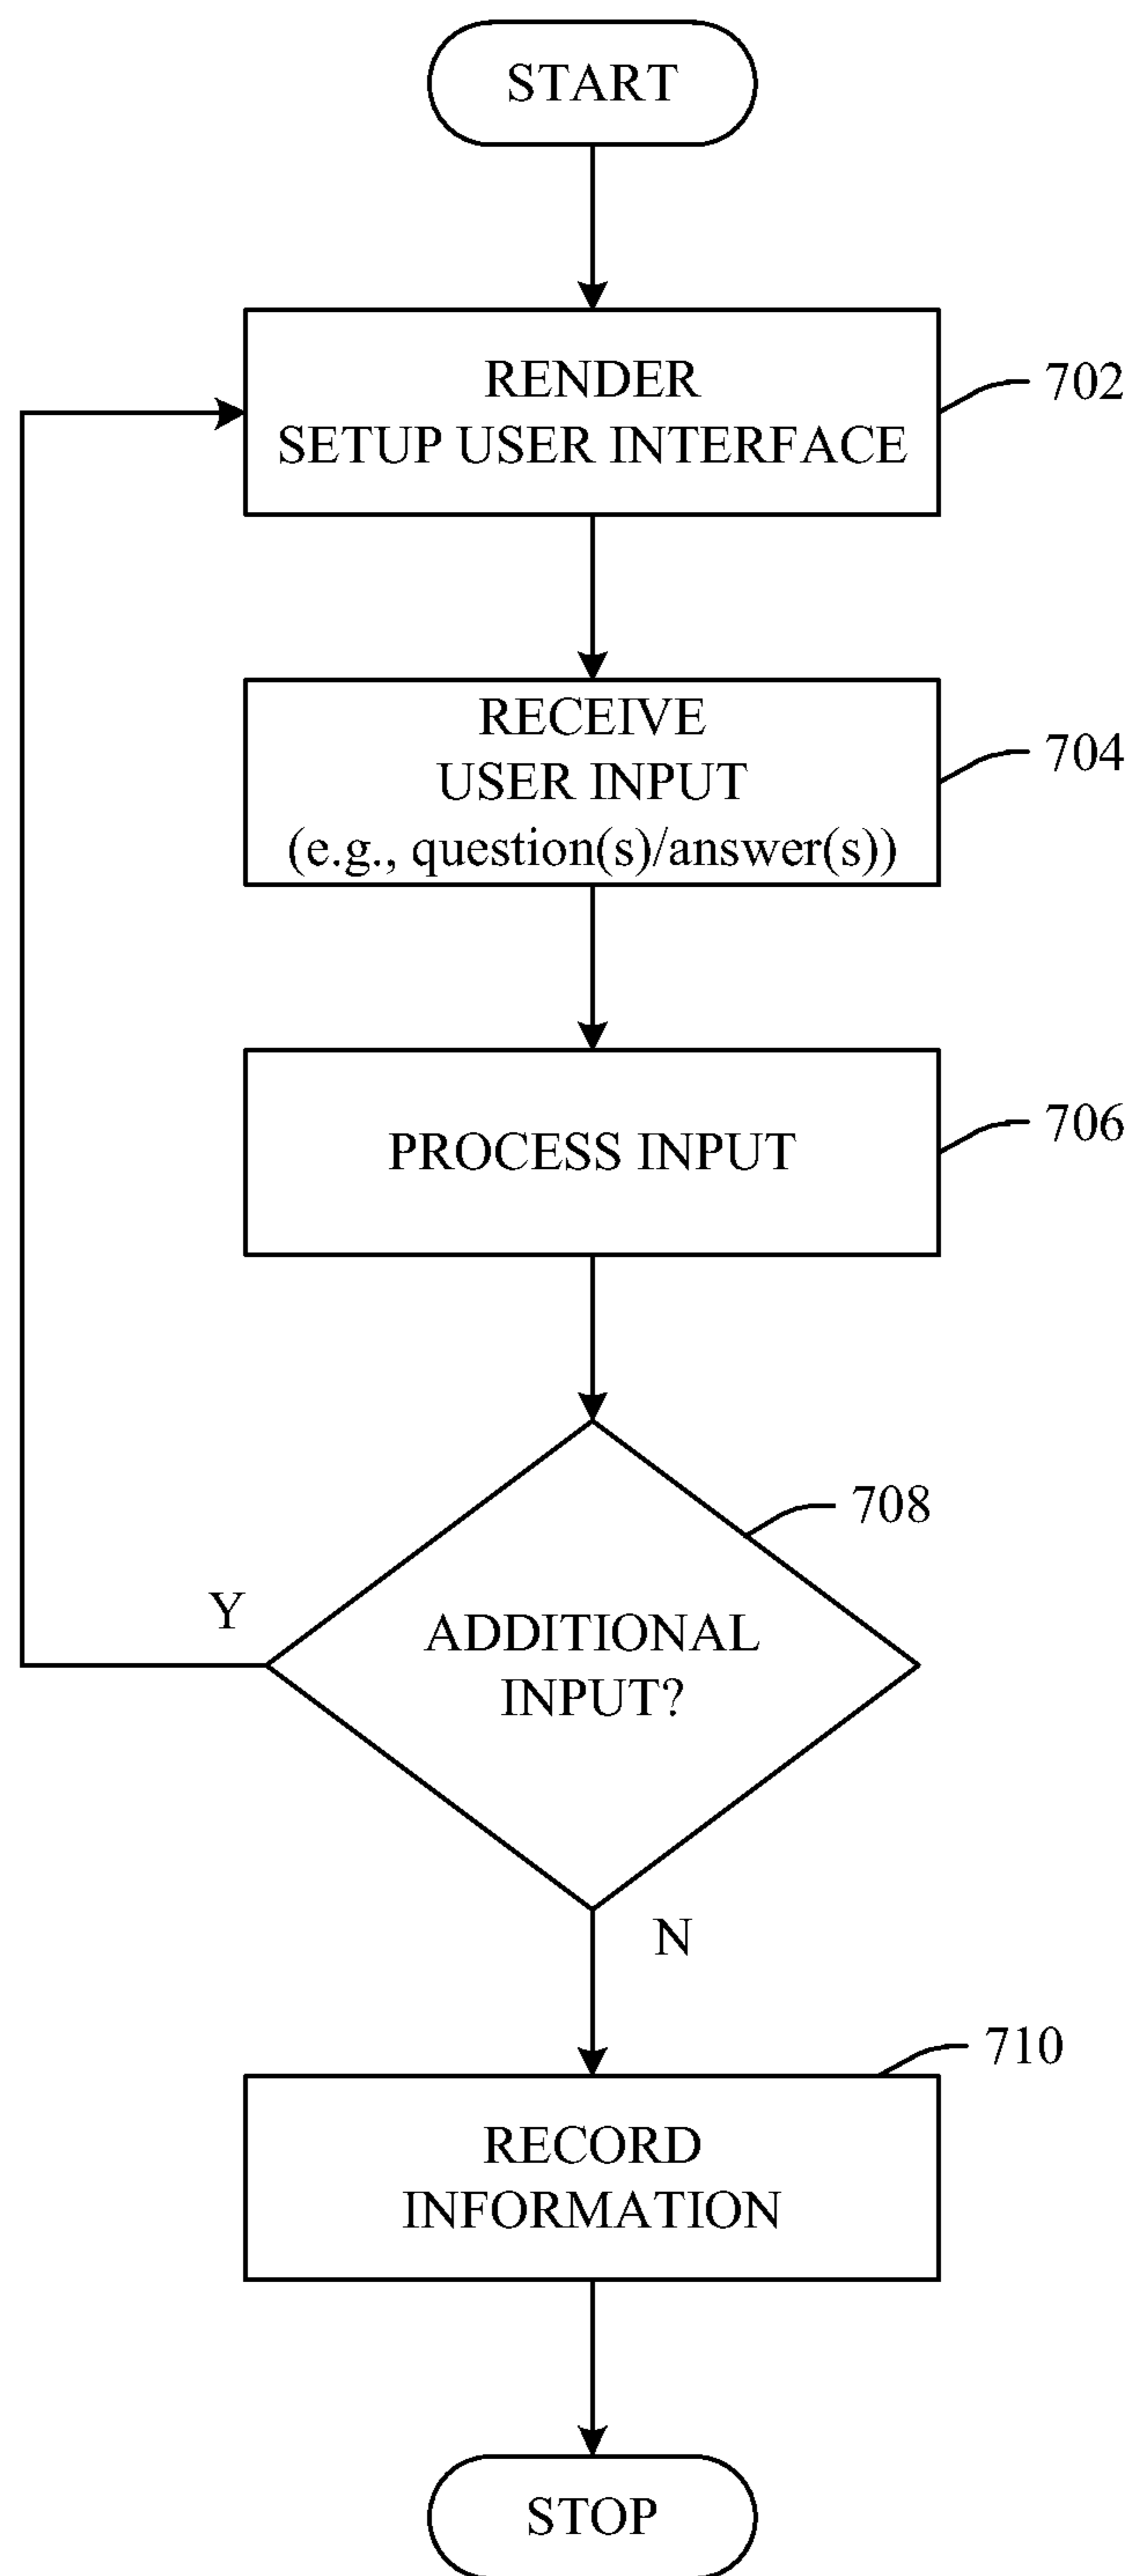 START
RENDER
SETUP USER INTERFACE
702
RECEIVE
USER INPUT
(e.g., question(s)/answer(s))
704
PROCESS INPUT
706
708
Y
ADDITIONAL
INPUT?
N
710
RECORD
INFORMATION
STOP